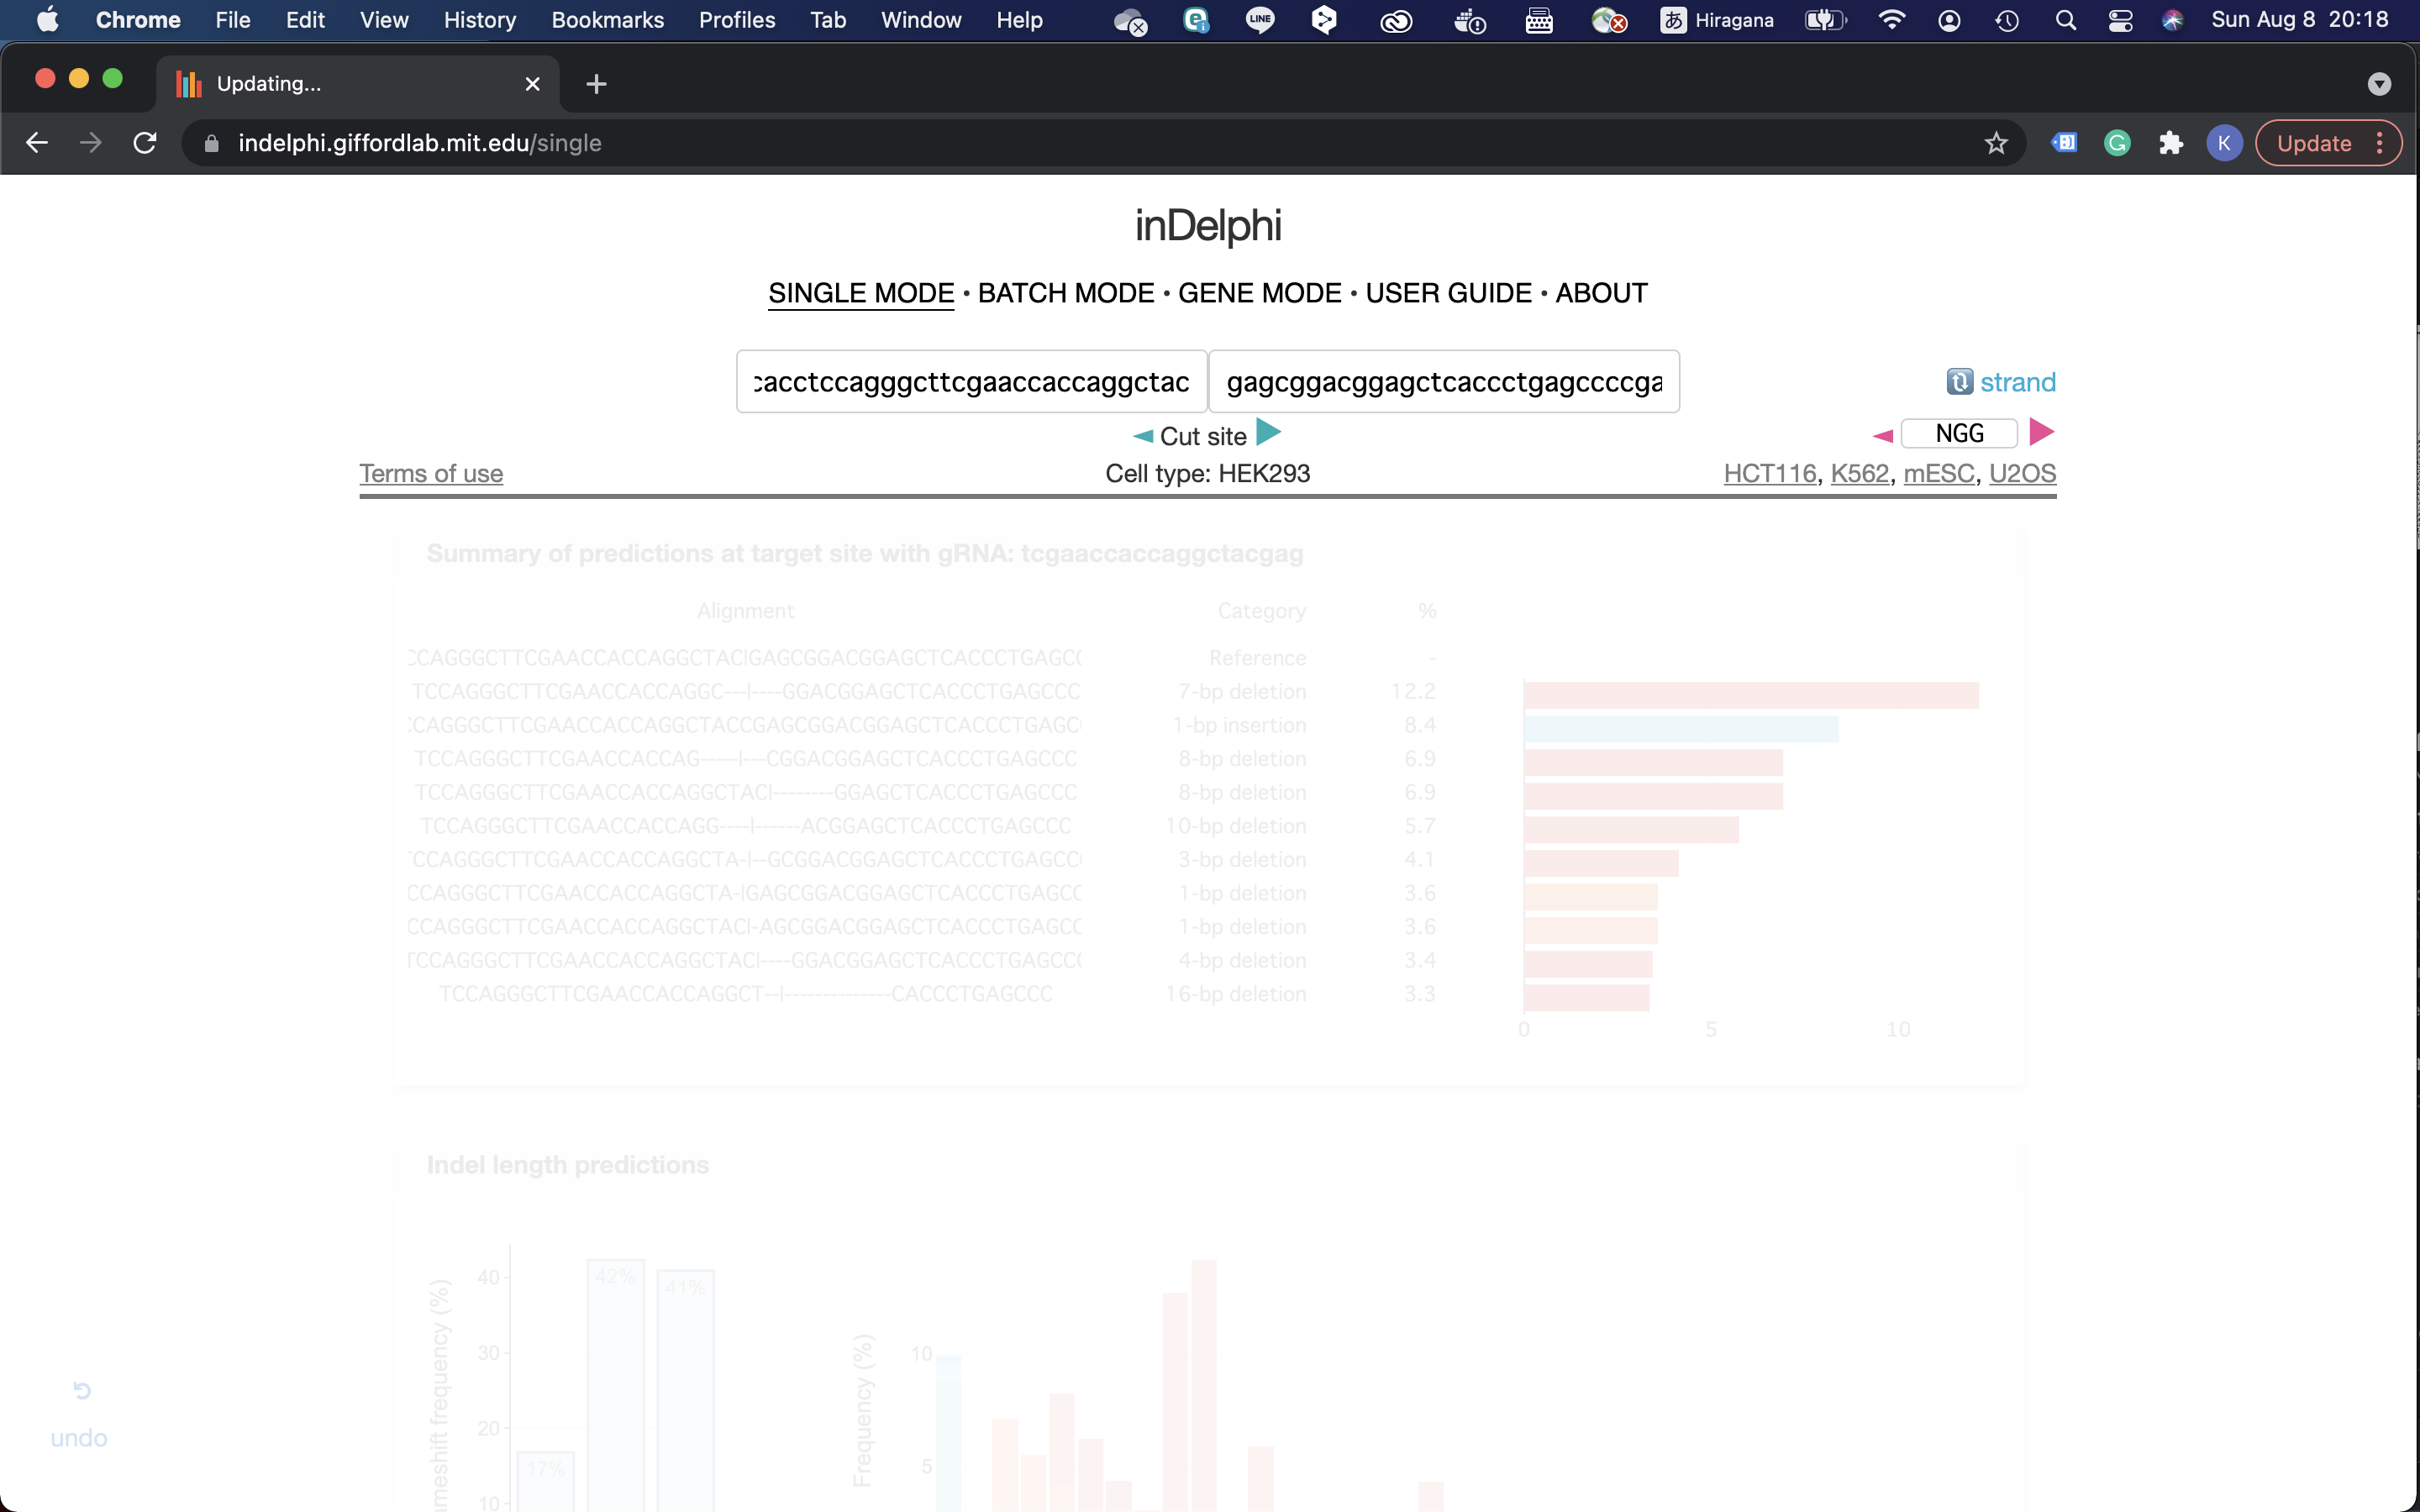 Chrome File Edit View History Bookmarks Profiles Tab Window Help LINE あ Hiragana Sun Aug 8 20:18
Updating...
indelphi.giffordlab.mit.edu/single K Update
inDelphi
SINGLE MODE • BATCH MODE • GENE MODE • USER GUIDE • ABOUT
cacctccagggcttcgaaccaccaggctac gagcggacggagctcaccctgagccccga strand
Cut site NGG
Terms of use Cell type: HEK293 HCT116, K562, mESC, U2OS
Summary of predictions at target site with gRNA: tcgaaccaccaggctacgag
Alignment Category %
CCAGGGCTTCGAACCACCAGGCTAC|GAGCGGACGGAGCTCACCCTGAGCC Reference -
TCCAGGGCTTCGAACCACCAGGC---|----GGACGGAGCTCACCCTGAGCCC 7-bp deletion 12.2
CCAGGGCTTCGAACCACCAGGCTACCGAGCGGACGGAGCTCACCCTGAGC 1-bp insertion 8.4
TCCAGGGCTTCGAACCACCAG-----|---CGGACGGAGCTCACCCTGAGCCC 8-bp deletion 6.9
TCCAGGGCTTCGAACCACCAGGCTAC|--------GGAGCTCACCCTGAGCCC 8-bp deletion 6.9
TCCAGGGCTTCGAACCACCAGG----|------ACGGAGCTCACCCTGAGCCC 10-bp deletion 5.7
TCCAGGGCTTCGAACCACCAGGCTA-|--GCGGACGGAGCTCACCCTGAGCC 3-bp deletion 4.1
CCAGGGCTTCGAACCACCAGGCTA-|GAGCGGACGGAGCTCACCCTGAGCC 1-bp deletion 3.6
CCAGGGCTTCGAACCACCAGGCTAC|-AGCGGACGGAGCTCACCCTGAGCC 1-bp deletion 3.6
TCCAGGGCTTCGAACCACCAGGCTAC|----GGACGGAGCTCACCCTGAGCC 4-bp deletion 3.4
TCCAGGGCTTCGAACCACCAGGCT--|--------------CACCCTGAGCCC 16-bp deletion 3.3
0 5 10
Indel length predictions
40 42% 41%
30 10
20
17% 5
10
ameshift frequency (%)
Frequency (%)
undo